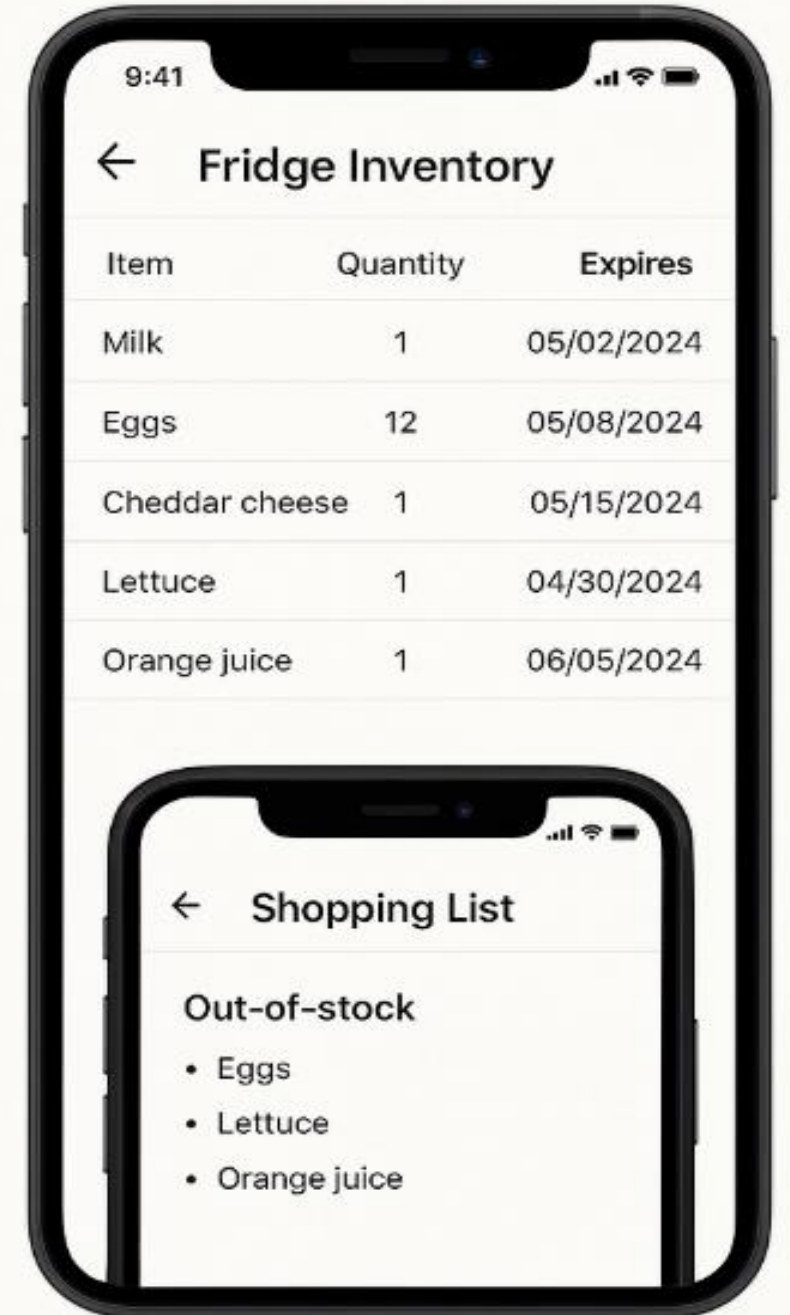 9:41
Fridge Inventory
Item Quantity Expires
Milk 1 05/02/2024
Eggs 12 05/08/2024
Cheddar cheese 1 05/15/2024
Lettuce 1 04/30/2024
Orange juice 1 06/05/2024
Shopping List
Out-of-stock
• Eggs
• Lettuce
• Orange juice